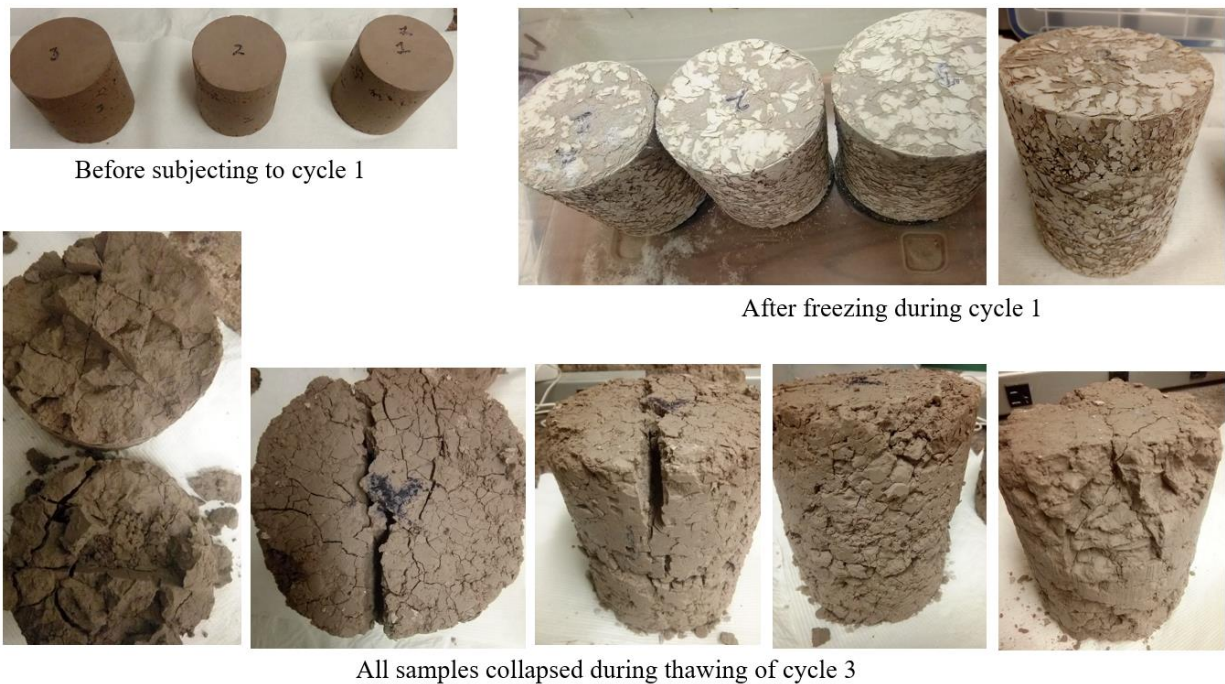 3
2
1
Before subjecting to cycle 1
2
After freezing during cycle 1
All samples collapsed during thawing of cycle 3